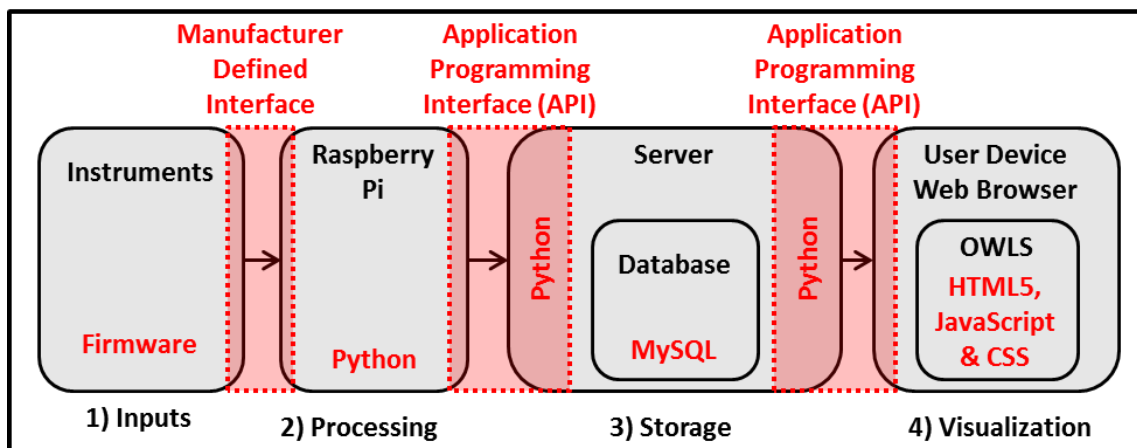 Manufacturer
Defined
Interface
Application
Programming
Interface (API)
Application
Programming
Interface (API)
Instruments
Firmware
Raspberry
Pi
Python
Python
Server
Database
MySQL
Python
User Device
Web Browser
OWLS
HTML5,
JavaScript
& CSS
1) Inputs
2) Processing
3) Storage
4) Visualization